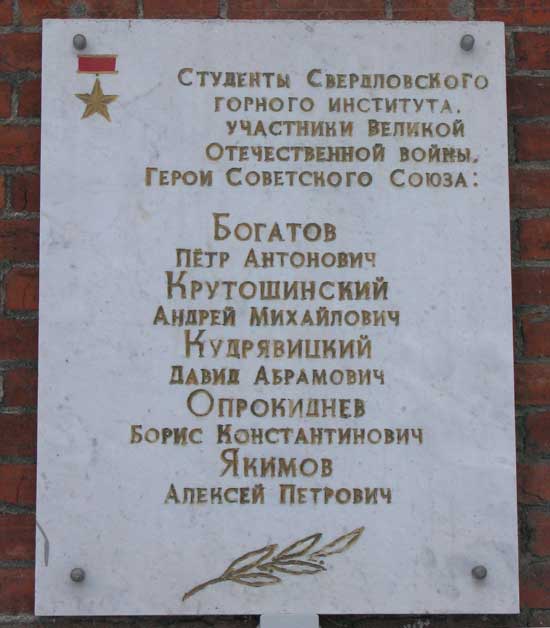 Студенты Свердловского
горного института,
участники Великой
Отечественной войны,
Герои Советского Союза:
Богатов
Пётр Антонович
Крутошинский
Андрей Михайлович
Кудрявицкий
Давид Абрамович
Опрокиднев
Борис Константинович
Якимов
Алексей Петрович